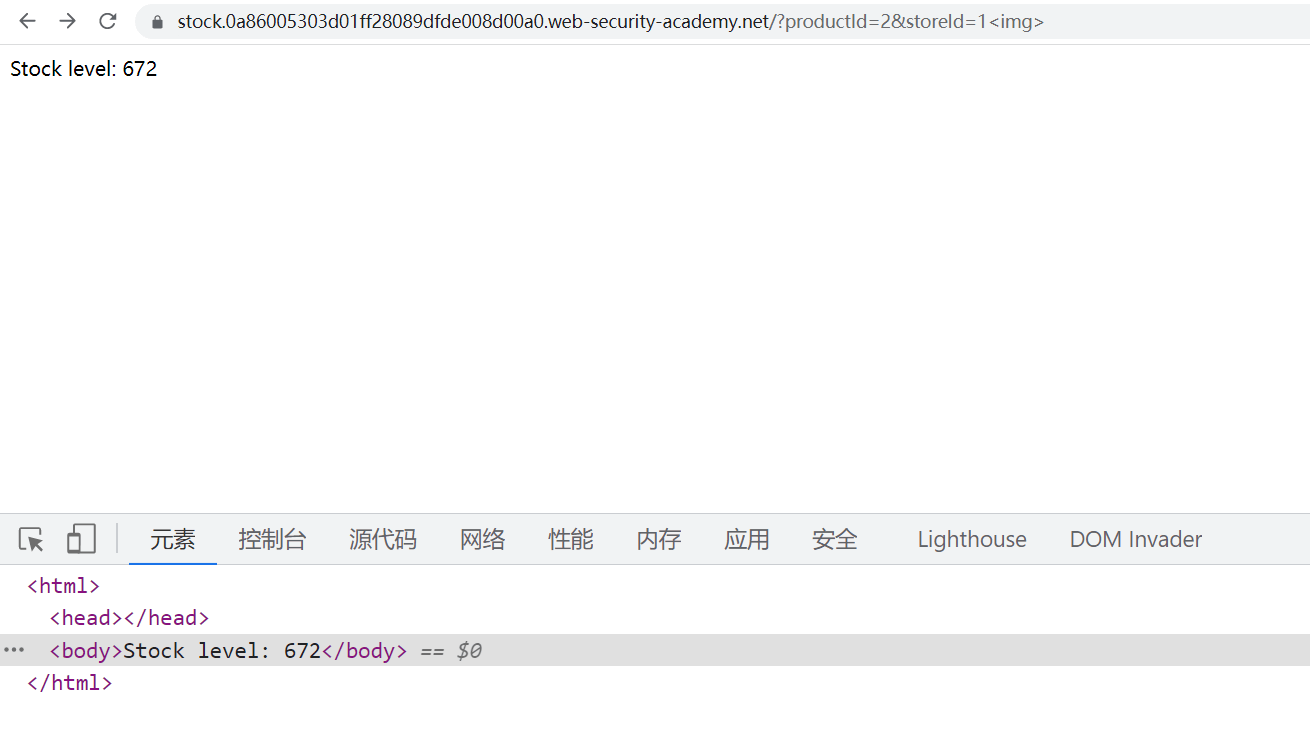 stock.0a86005303d01ff28089dfde008d00a0.web-security-academy.net/?productId=2&storeId=1<img>
Stock level: 672
元素 控制台 源代码 网络 性能 内存 应用 安全 Lighthouse DOM Invader
<html>
<head></head>
<body>Stock level: 672</body> == $0
</html>